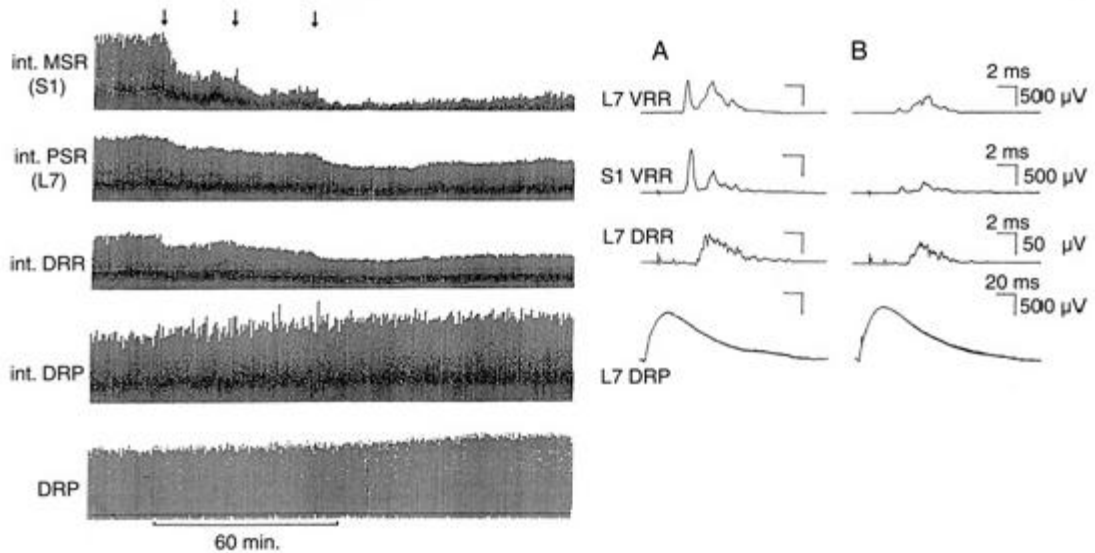 int. MSR
(S1)
int. PSR
(L7)
int. DRR
int. DRP
DRP
60 min.
A
B
L7 VRR
2 ms
500 µV
S1 VRR
2 ms
500 µV
L7 DRR
2 ms
50 µV
20 ms
500 µV
L7 DRP